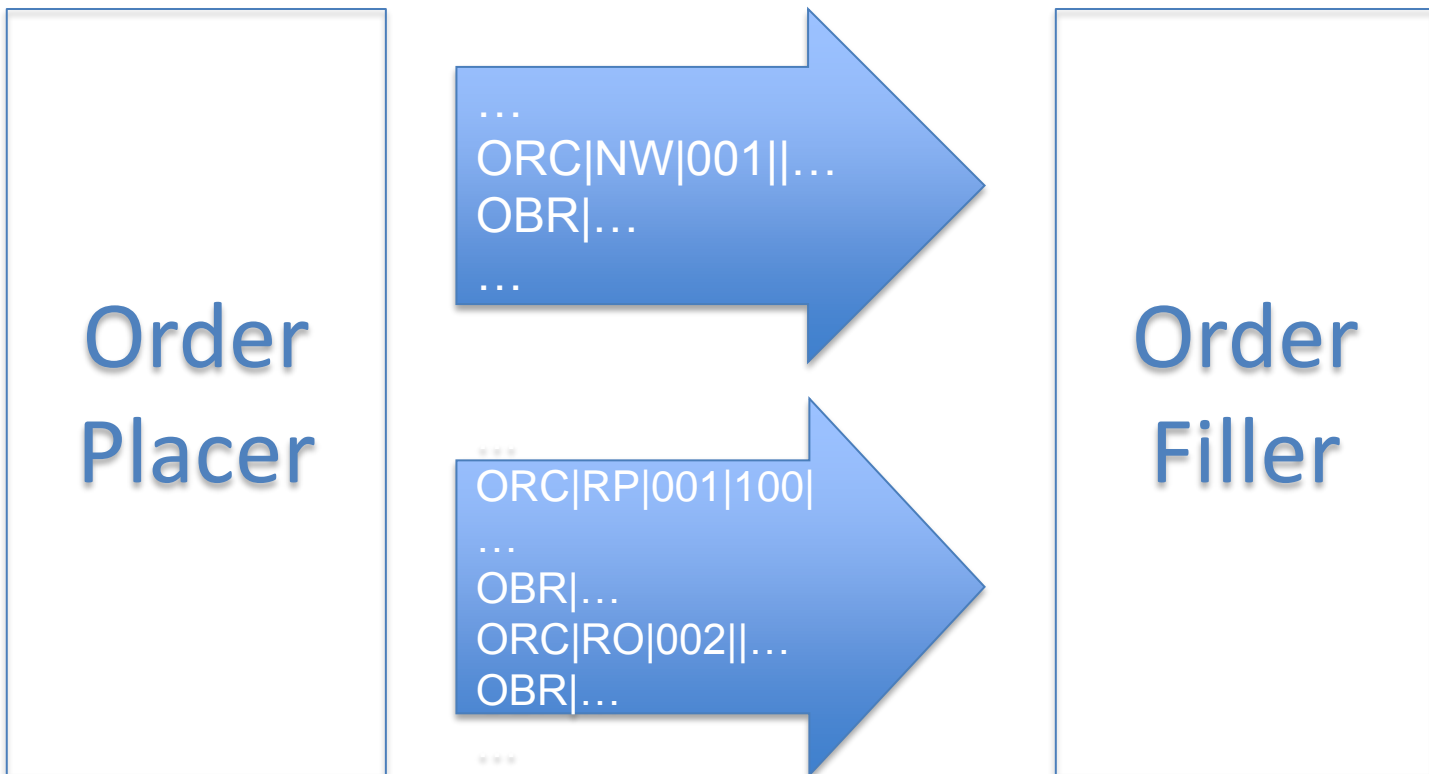 Order
Placer
…
ORC|NW|001||…
OBR|…
…
…
ORC|RP|001|100|
…
OBR|…
ORC|RO|002||…
OBR|…
…
Order
Filler